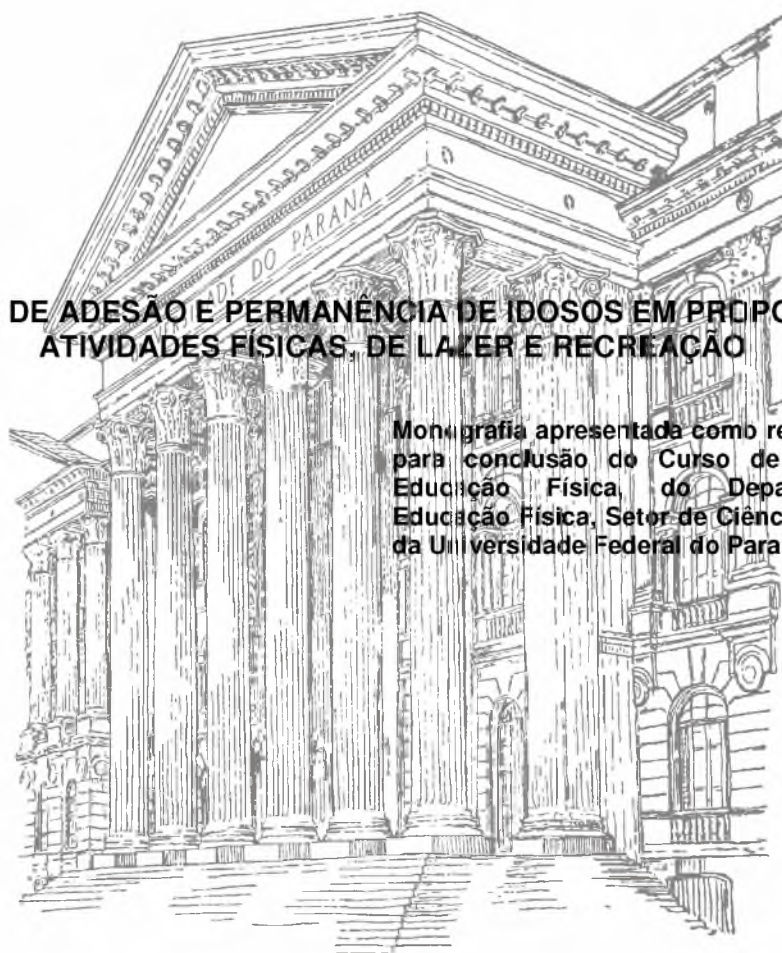 DE DO PARANÁ
DE ADESÃO E PERMANÊNCIA DE IDOSOS EM PROPO
ATIVIDADES FÍSICAS, DE LAZER E RECREAÇÃO
Monografia apresentada como re
para conclusão do Curso de
Educação Física, do Depa
Educação Física, Setor de Ciênc
da Universidade Federal do Para